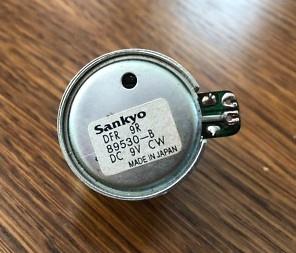 Sankyo
DFR 9R
89530-B
DC 9V CW
MADE IN JAPAN